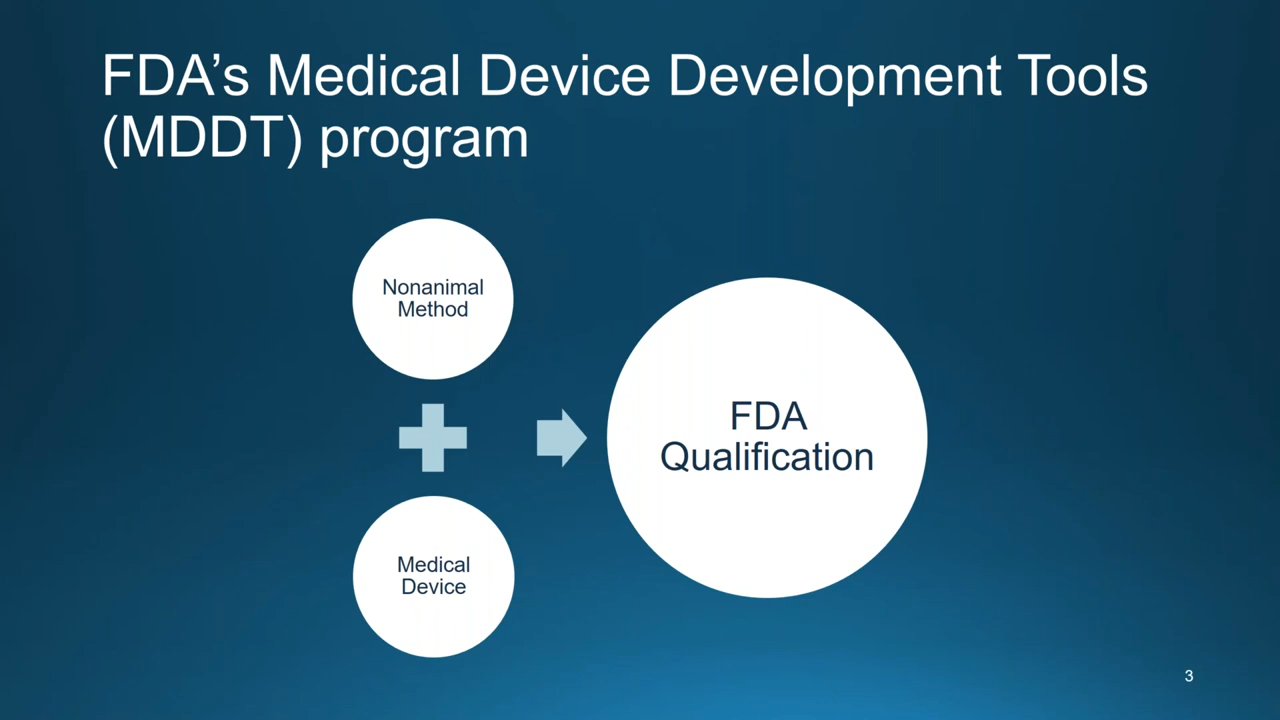 FDA’s Medical Device Development Tools
(MDDT) program
Nonanimal
Method
Medical
Device
FDA
Qualification
3